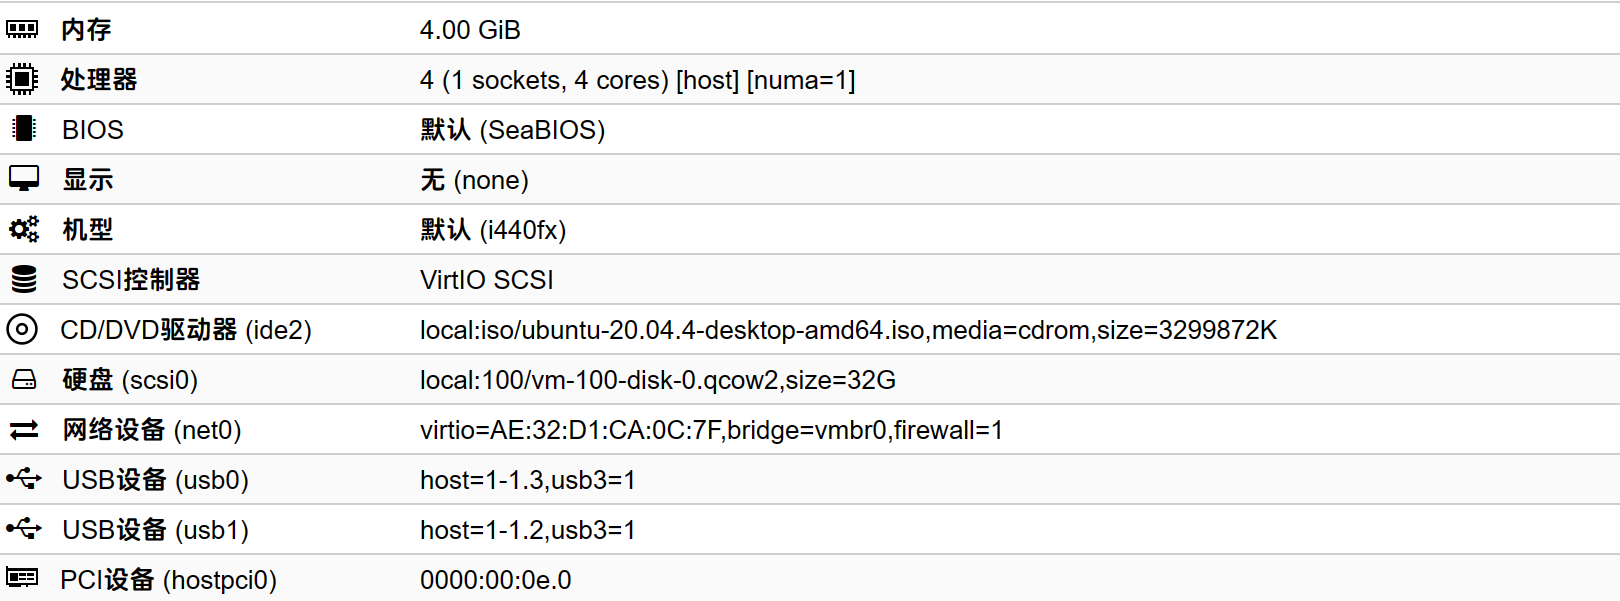 内存 4.00 GiB
处理器 4 (1 sockets, 4 cores) [host] [numa=1]
BIOS 默认 (SeaBIOS)
显示 无 (none)
机型 默认 (i440fx)
SCSI控制器 VirtIO SCSI
CD/DVD驱动器 (ide2) local:iso/ubuntu-20.04.4-desktop-amd64.iso,media=cdrom,size=3299872K
硬盘 (scsi0) local:100/vm-100-disk-0.qcow2,size=32G
网络设备 (net0) virtio=AE:32:D1:CA:0C:7F,bridge=vmbr0,firewall=1
USB设备 (usb0) host=1-1.3,usb3=1
USB设备 (usb1) host=1-1.2,usb3=1
PCI设备 (hostpci0) 0000:00:0e.0